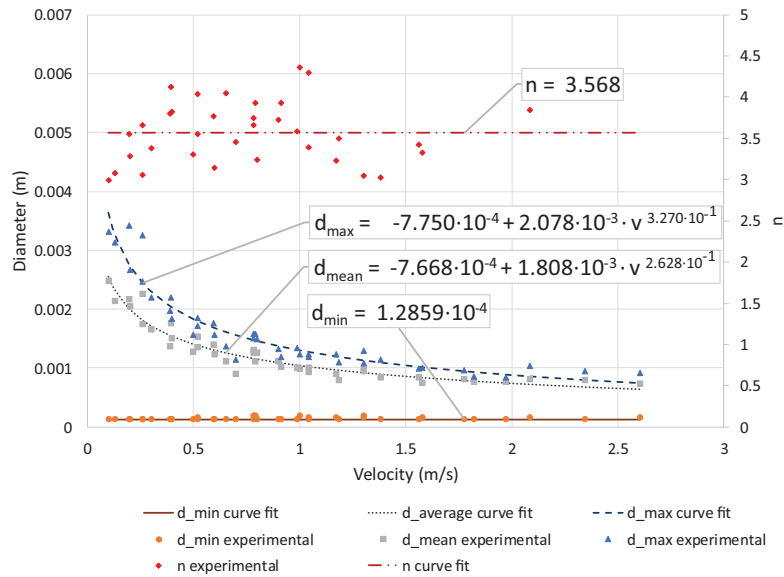 0.007
0.006
0.005
0.004
0.003
0.002
0.001
0
Diameter (m)
5
4.5
4
3.5
3
2.5
2
1.5
1
0.5
0
n
n = 3.568
d_max = -7.750·10^-4 + 2.078·10^-3 · v^3.270·10^-1
d_mean = -7.668·10^-4 + 1.808·10^-3 · v^2.628·10^-1
d_min = 1.2859·10^-4
0 0.5 1 1.5 2 2.5 3
Velocity (m/s)
d_min curve fit d_average curve fit d_max curve fit
d_min experimental d_mean experimental d_max experimental
n experimental n curve fit